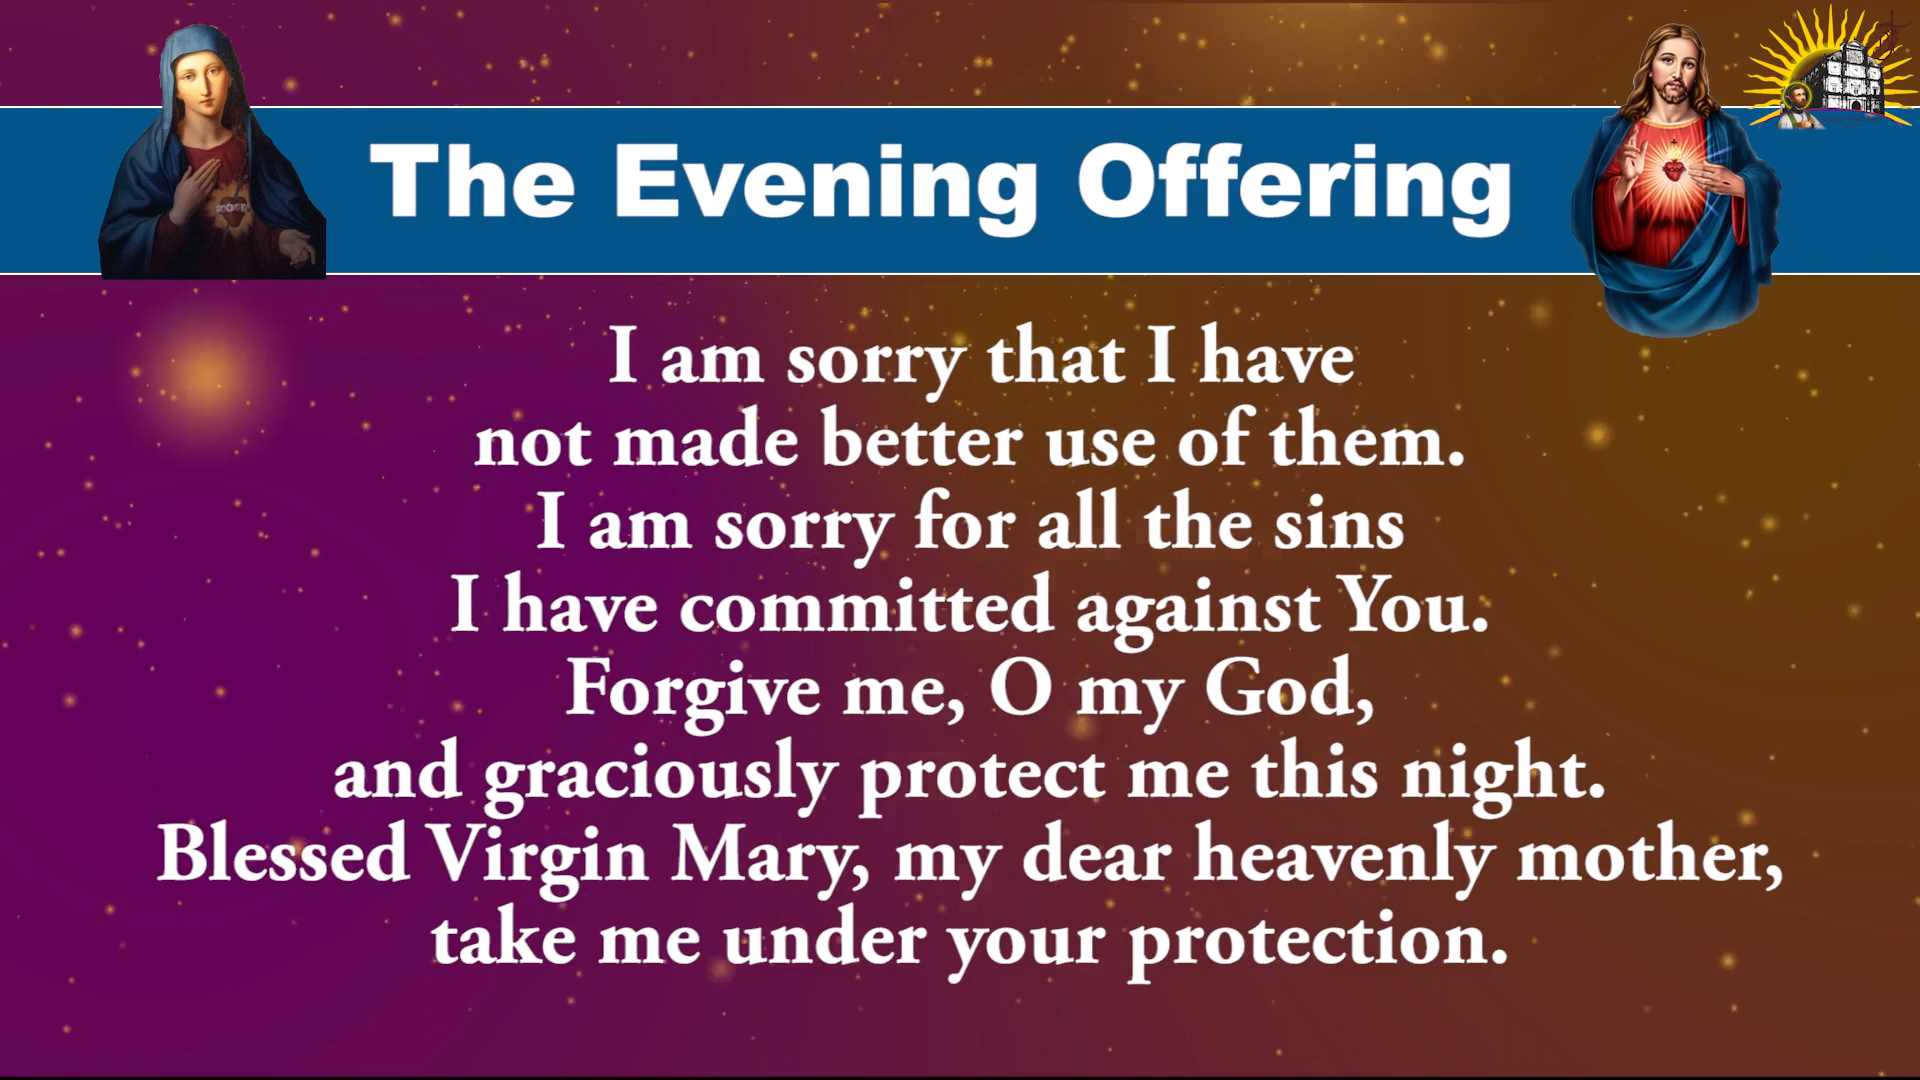 The Evening Offering
I am sorry that I have
not made better use of them.
I am sorry for all the sins
I have committed against You.
Forgive me, O my God,
and graciously protect me this night.
Blessed Virgin Mary, my dear heavenly mother,
take me under your protection.